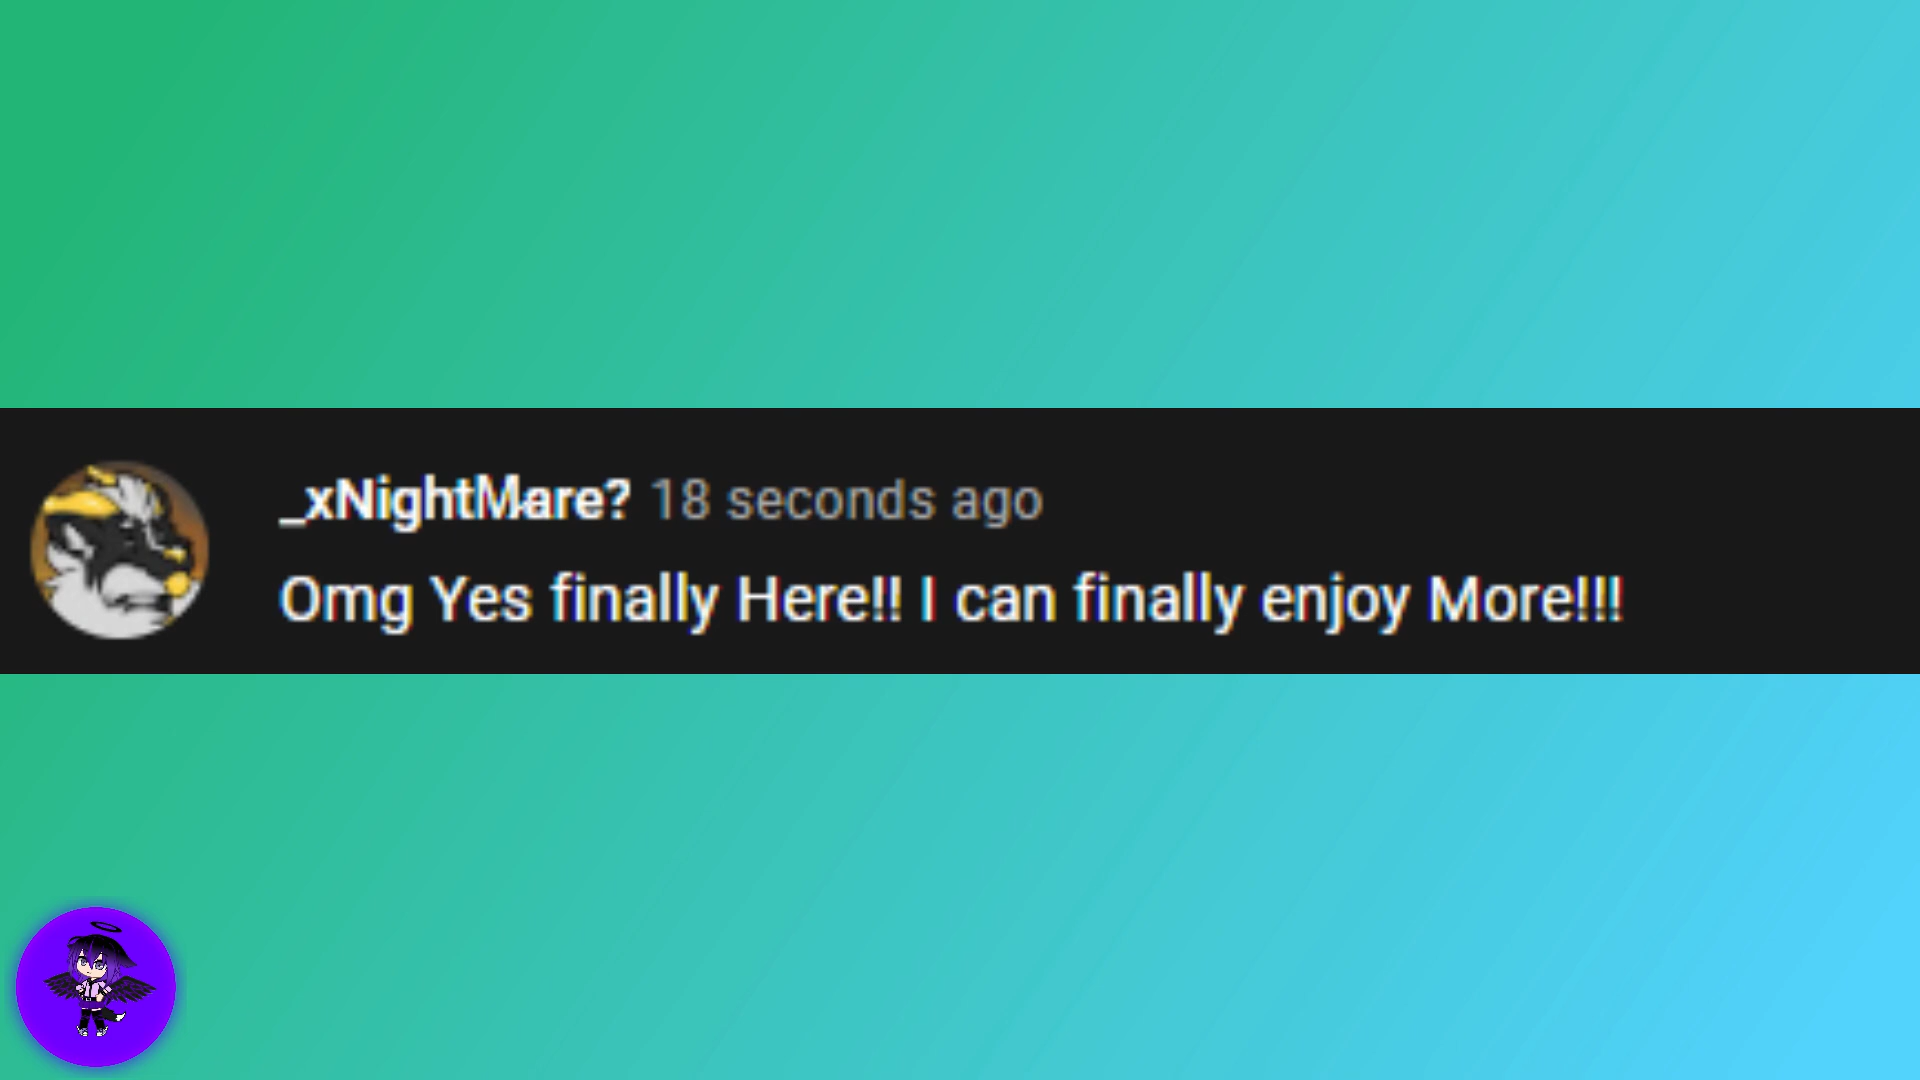 _xNightMare? 18 seconds ago
Omg Yes finally Here!! I can finally enjoy More!!!